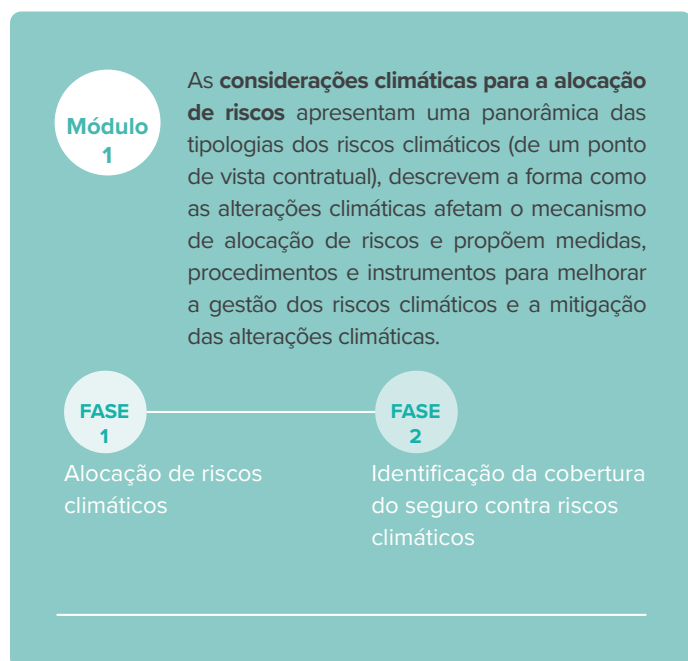 Módulo
1
As considerações climáticas para a alocação
de riscos apresentam uma panorâmica das
tipologias dos riscos climáticos (de um ponto
de vista contratual), descrevem a forma como
as alterações climáticas afetam o mecanismo
de alocação de riscos e propõem medidas,
procedimentos e instrumentos para melhorar
a gestão dos riscos climáticos e a mitigação
das alterações climáticas.
FASE
1
Alocação de riscos
climáticos
FASE
2
Identificação da cobertura
do seguro contra riscos
climáticos